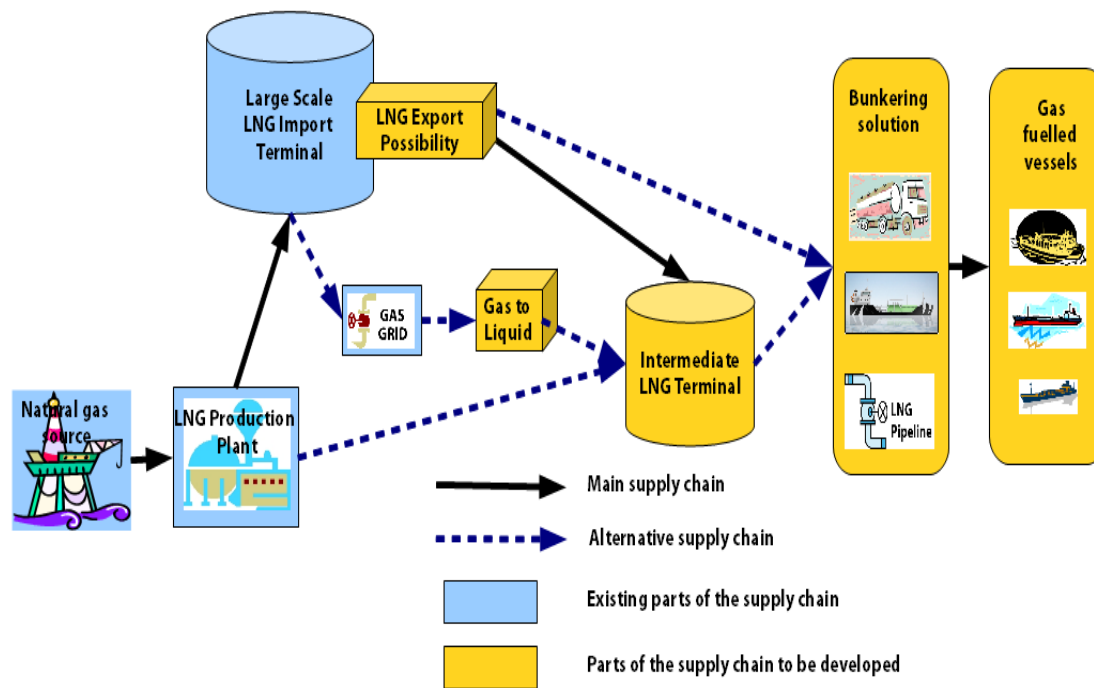 Large Scale
LNG Import
Terminal
LNG Export
Possibility
Bunkering
solution
Gas
fuelled
vessels
GAS
GRID
Gas to
Liquid
Intermediate
LNG Terminal
Natural gas
source
LNG Production
Plant
LNG
Pipeline
Main supply chain
Alternative supply chain
Existing parts of the supply chain
Parts of the supply chain to be developed